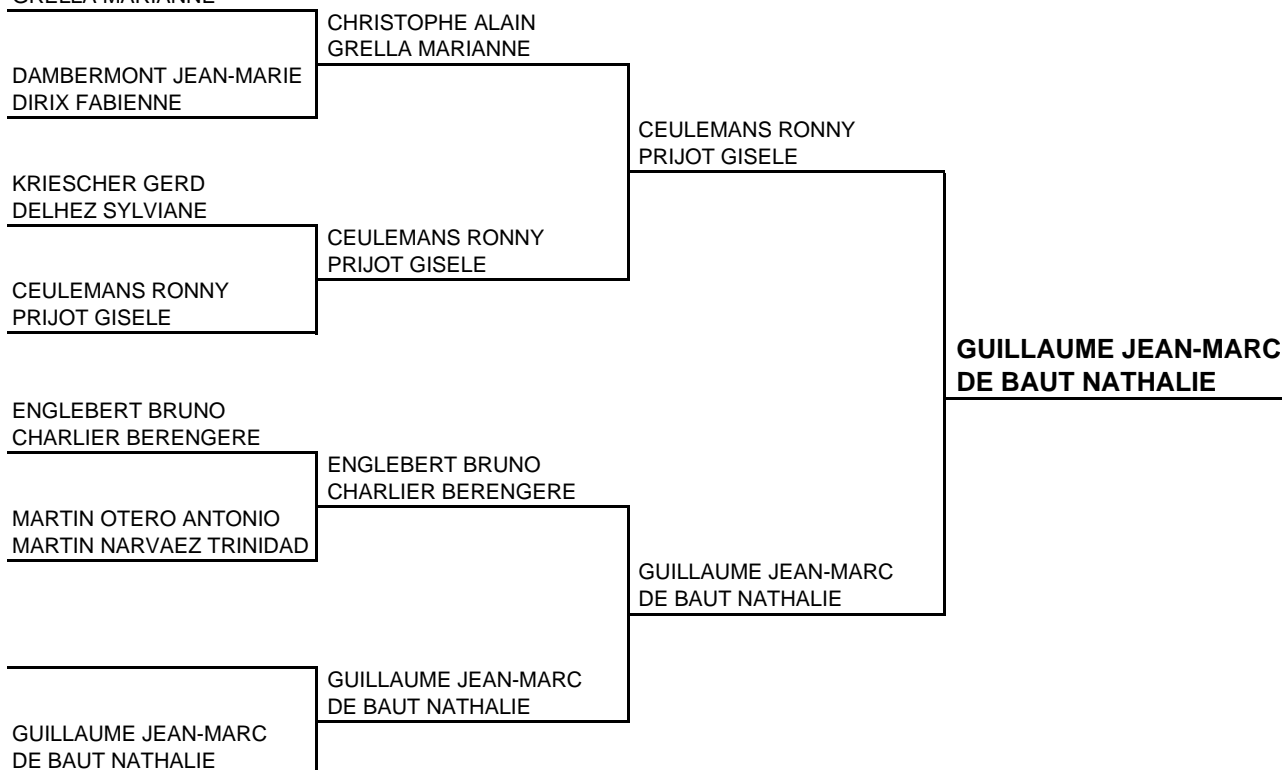 CHRISTOPHE ALAIN
GRELLA MARIANNE
DAMBERMONT JEAN-MARIE
DIRIX FABIENNE
CEULEMANS RONNY
PRIJOT GISELE
KRIESCHER GERD
DELHEZ SYLVIANE
CEULEMANS RONNY
PRIJOT GISELE
CEULEMANS RONNY
PRIJOT GISELE
GUILLAUME JEAN-MARC
DE BAUT NATHALIE
ENGLEBERT BRUNO
CHARLIER BERENGERE
ENGLEBERT BRUNO
CHARLIER BERENGERE
MARTIN OTERO ANTONIO
MARTIN NARVAEZ TRINIDAD
GUILLAUME JEAN-MARC
DE BAUT NATHALIE
GUILLAUME JEAN-MARC
DE BAUT NATHALIE
GUILLAUME JEAN-MARC
DE BAUT NATHALIE